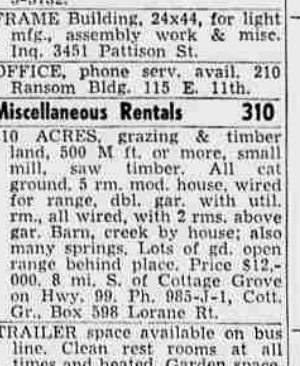 FRAME Building, 24x44, for light
mfg., assembly work & misc.
Inq. 3451 Pattison St.
OFFICE, phone serv. avail. 210
Ransom Bldg. 115 E. 11th.
Miscellaneous Rentals 310
10 ACRES, grazing & timber
land, 500 M ft. or more, small
mill, saw timber. All cat
ground. 5 rm. mod. house, wired
for range, dbl. gar. with util.
rm., all wired, with 2 rms. above
gar. Barn, creek by house; also
many springs. Lots of gd. open
range behind place. Price $12,-
000. 8 mi. S. of Cottage Grove
on Hwy. 99. Ph. 985-J-1, Cott.
Gr., Box 598 Lorane Rt.
TRAILER space available on bus
line. Clean rest rooms at all
times and heated. Garden space